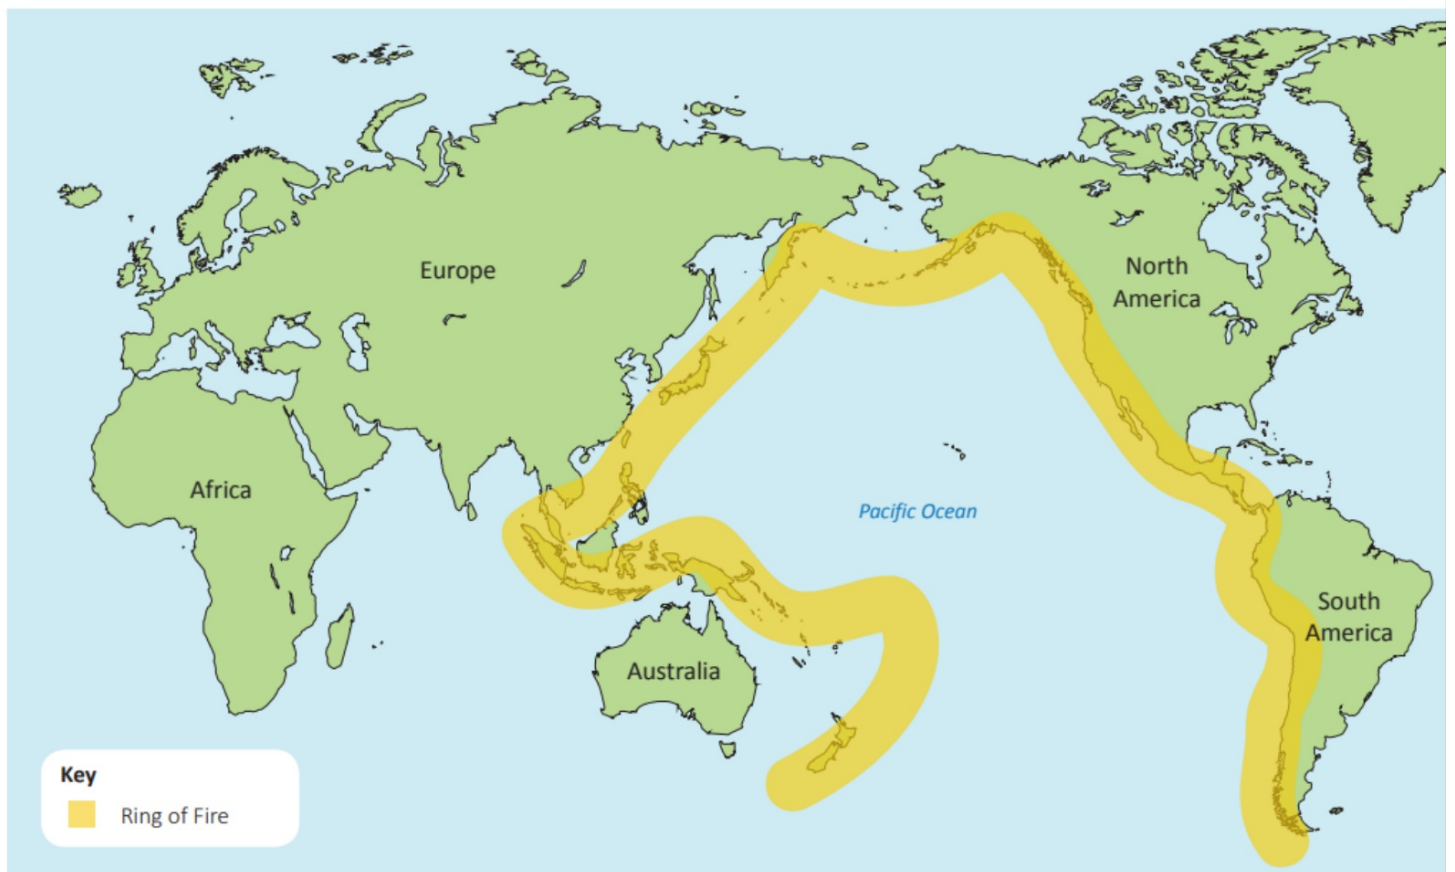 Europe
North
America
Africa
Pacific Ocean
South
America
Australia
Key
Ring of Fire